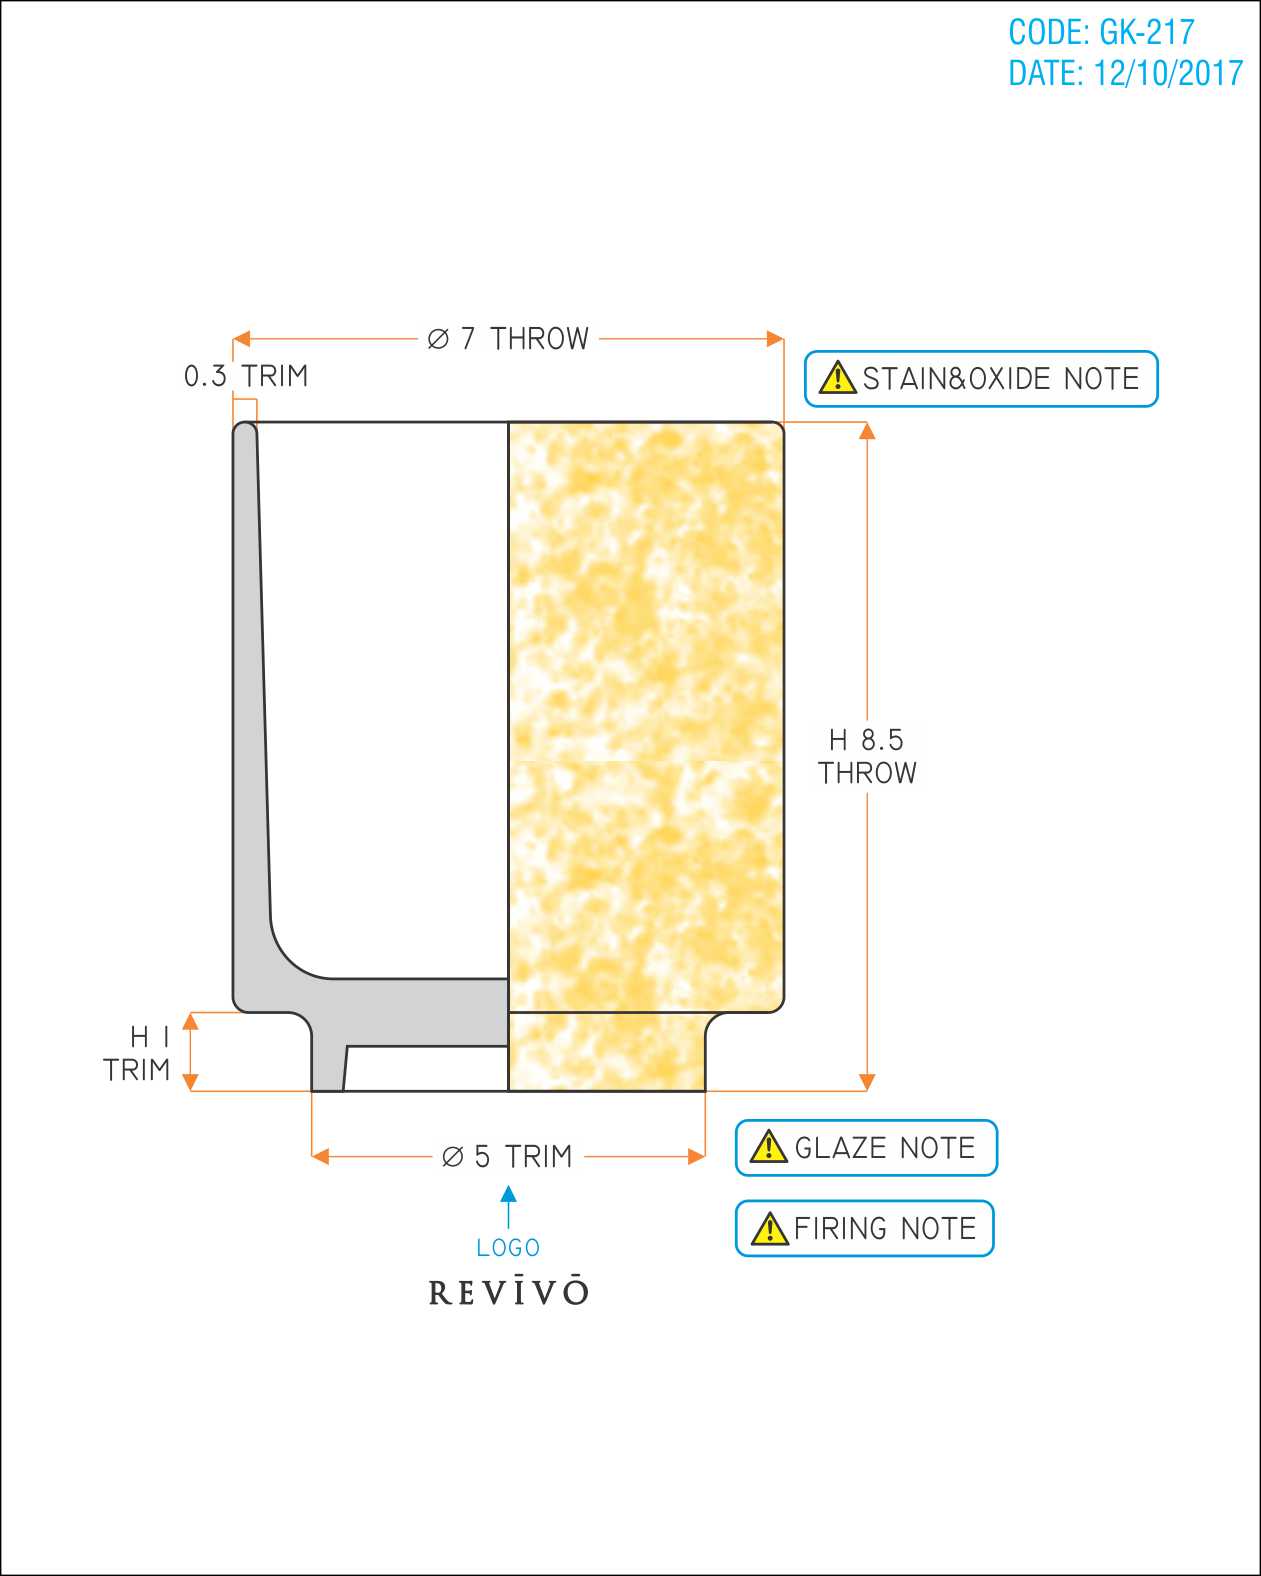 CODE: GK-217
DATE: 12/10/2017
Ø 7 THROW
0.3 TRIM
STAIN&OXIDE NOTE
H 8.5
THROW
H 1
TRIM
Ø 5 TRIM
GLAZE NOTE
FIRING NOTE
LOGO
REVĪVŌ